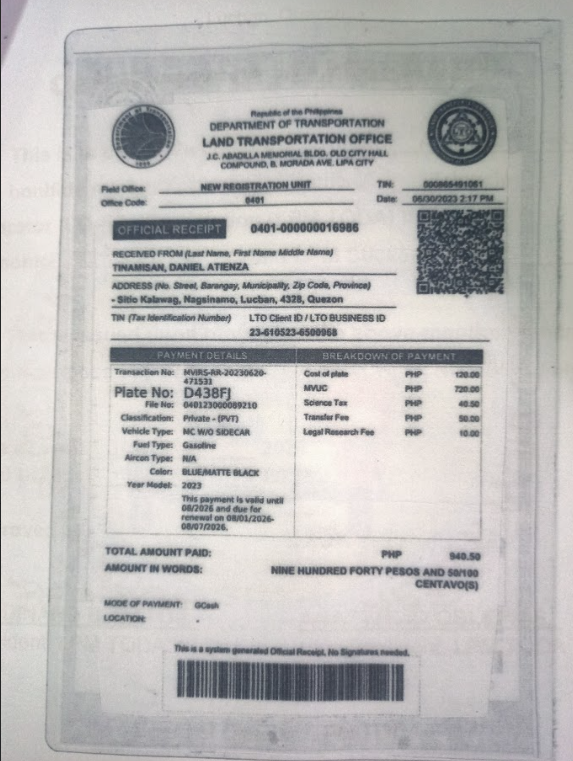 Republic of the Philippines
DEPARTMENT OF TRANSPORTATION
LAND TRANSPORTATION OFFICE
J.C. ABADILLA MEMORIAL BLDG. OLD CITY HALL
COMPOUND, B. MORADA AVE. LIPA CITY
Field Office: NEW REGISTRATION UNIT TIN: 000865491081
Office Code: 0401 Date: 06/30/2023 2:17 PM
OFFICIAL RECEIPT 0401-000000016986
RECEIVED FROM (Last Name, First Name Middle Name)
TINAMISAN, DANIEL ATIENZA
ADDRESS (No. Street, Barangay, Municipality, Zip Coda, Province)
- Sitio Kalawag, Nagsinamo, Lucban, 4328, Quezon
TIN (Tax Identification Number) LTO Client ID / LTO BUSINESS ID
23-610523-6500968
PAYMENT DETAILS BREAKDOWN OF PAYMENT
Transaction No: MVIRS-RR-20230620-
471531
Plate No: D438FJ
File No: 040123000089210
Classification: Private - (PVT)
Vehicle Type: MC W/O SIDECAR
Fuel Type: Gasoline
Aircon Type: N/A
Color: BLUE/MATTE BLACK
Year Model: 2023
This payment is valid until
08/2026 and due for
renewal on 08/01/2026-
08/07/2026.
Cost of plate PHP 120.00
MVUC PHP 720.00
Science Tax PHP 40.50
Transfer Fee PHP 50.00
Legal Research Fee PHP 10.00
TOTAL AMOUNT PAID: PHP 940.50
AMOUNT IN WORDS: NINE HUNDRED FORTY PESOS AND 50/100
CENTAVO(S)
MODE OF PAYMENT: GCash
LOCATION: -
This is a system generated Official Receipt, No Signatures needed.